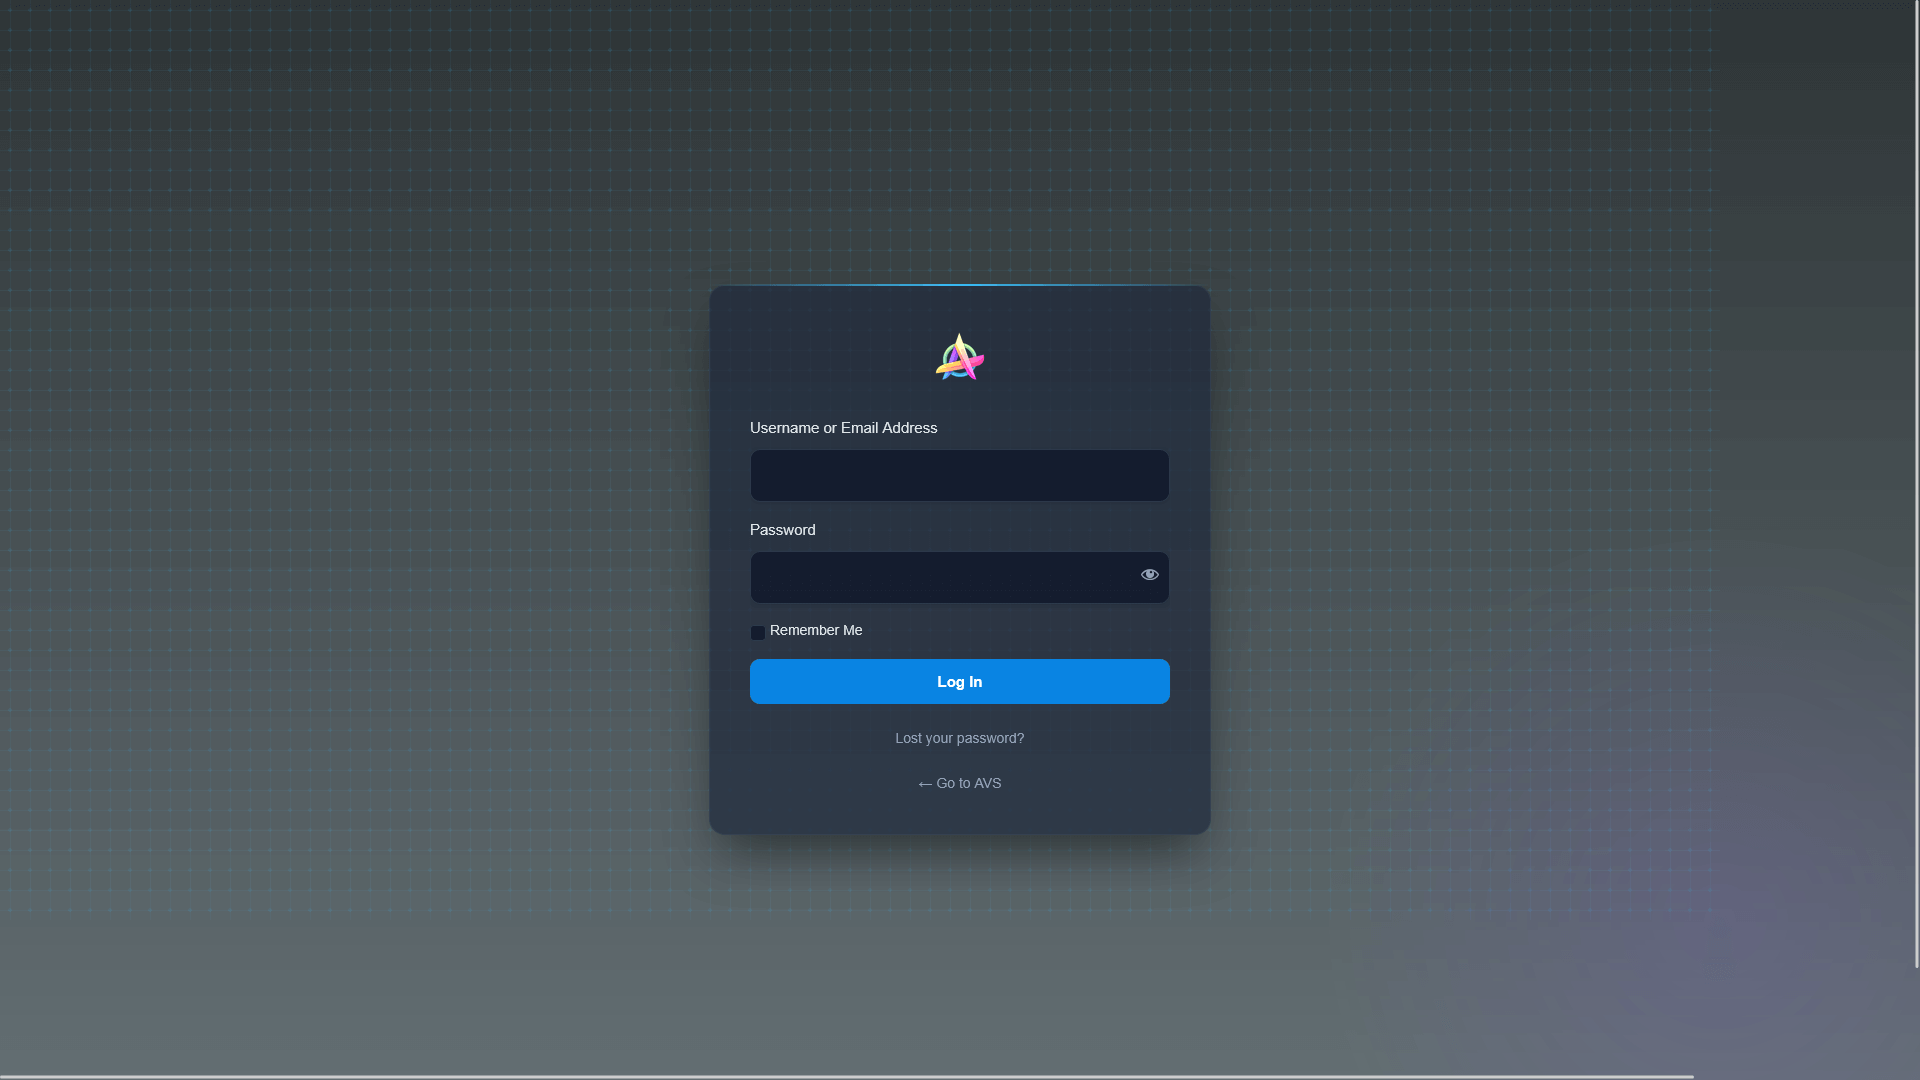 Username or Email Address
Password
Remember Me
Log In
Lost your password?
← Go to AVS